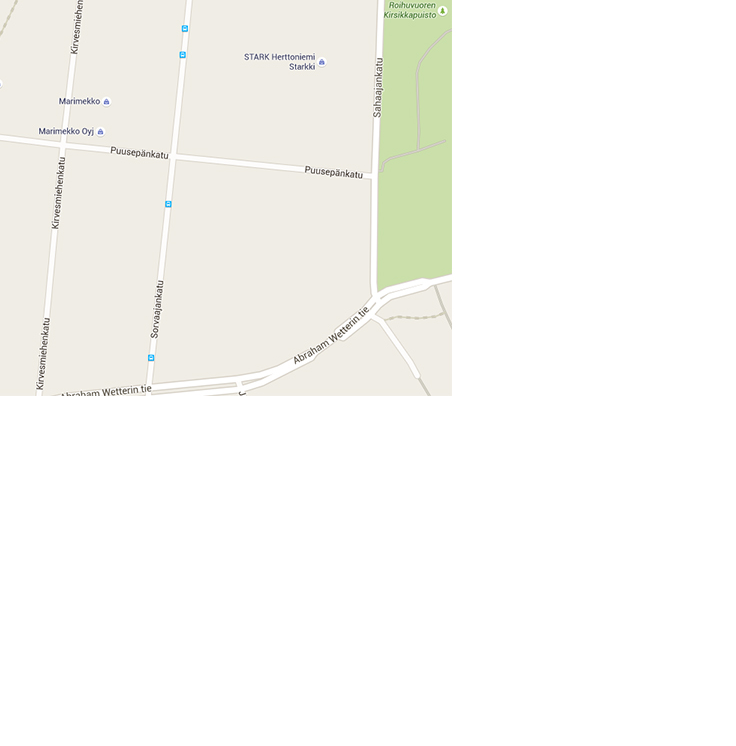 Roihuvuoren
Kirsikkapuisto
Kirvesmiehen
STARK Herttoniemi
Starkki
Sahaajankatu
Marimekko
Marimekko Oyj
Puusepänkatu
Puusepänkatu
Kirvesmiehenkatu
Sorvaajankatu
Kirvesmiehenkatu
Abraham Wetterin tie
Abraham Wetterin tie